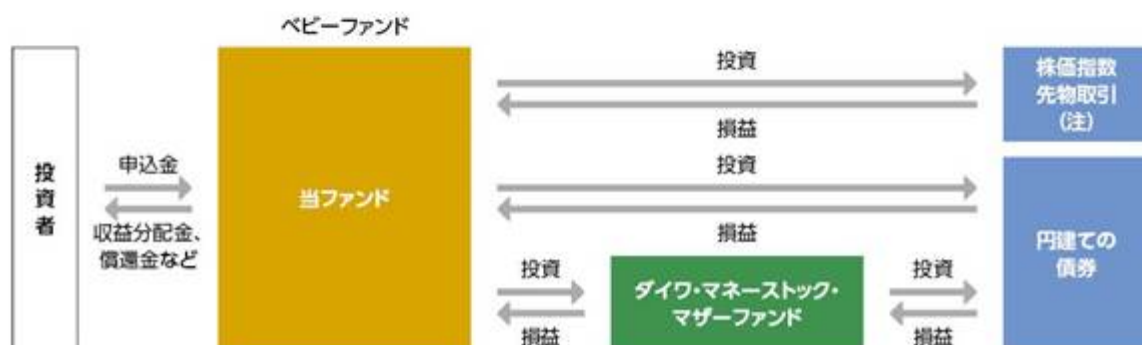 ベビーファンド
投資者
申込金
収益分配金、
償還金など
当ファンド
投資
損益
株価指数
先物取引
(注)
投資
損益
円建ての
債券
投資
損益
ダイワ・マネーストック・
マザーファンド
投資
損益